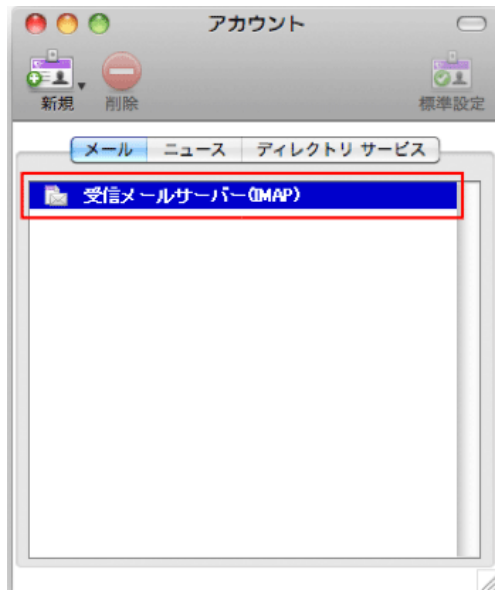 アカウント
新規 削除 標準設定
メール ニュース ディレクトリ サービス
受信メールサーバー(IMAP)